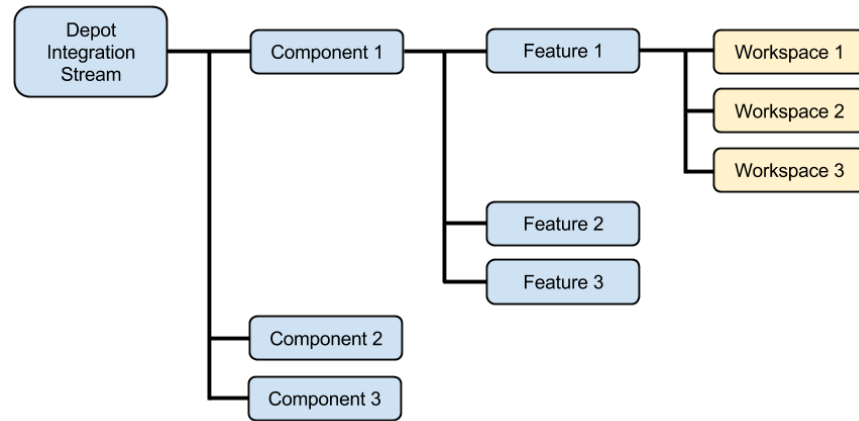 Depot
Integration
Stream
Component 1
Feature 1
Workspace 1
Workspace 2
Workspace 3
Feature 2
Feature 3
Component 2
Component 3